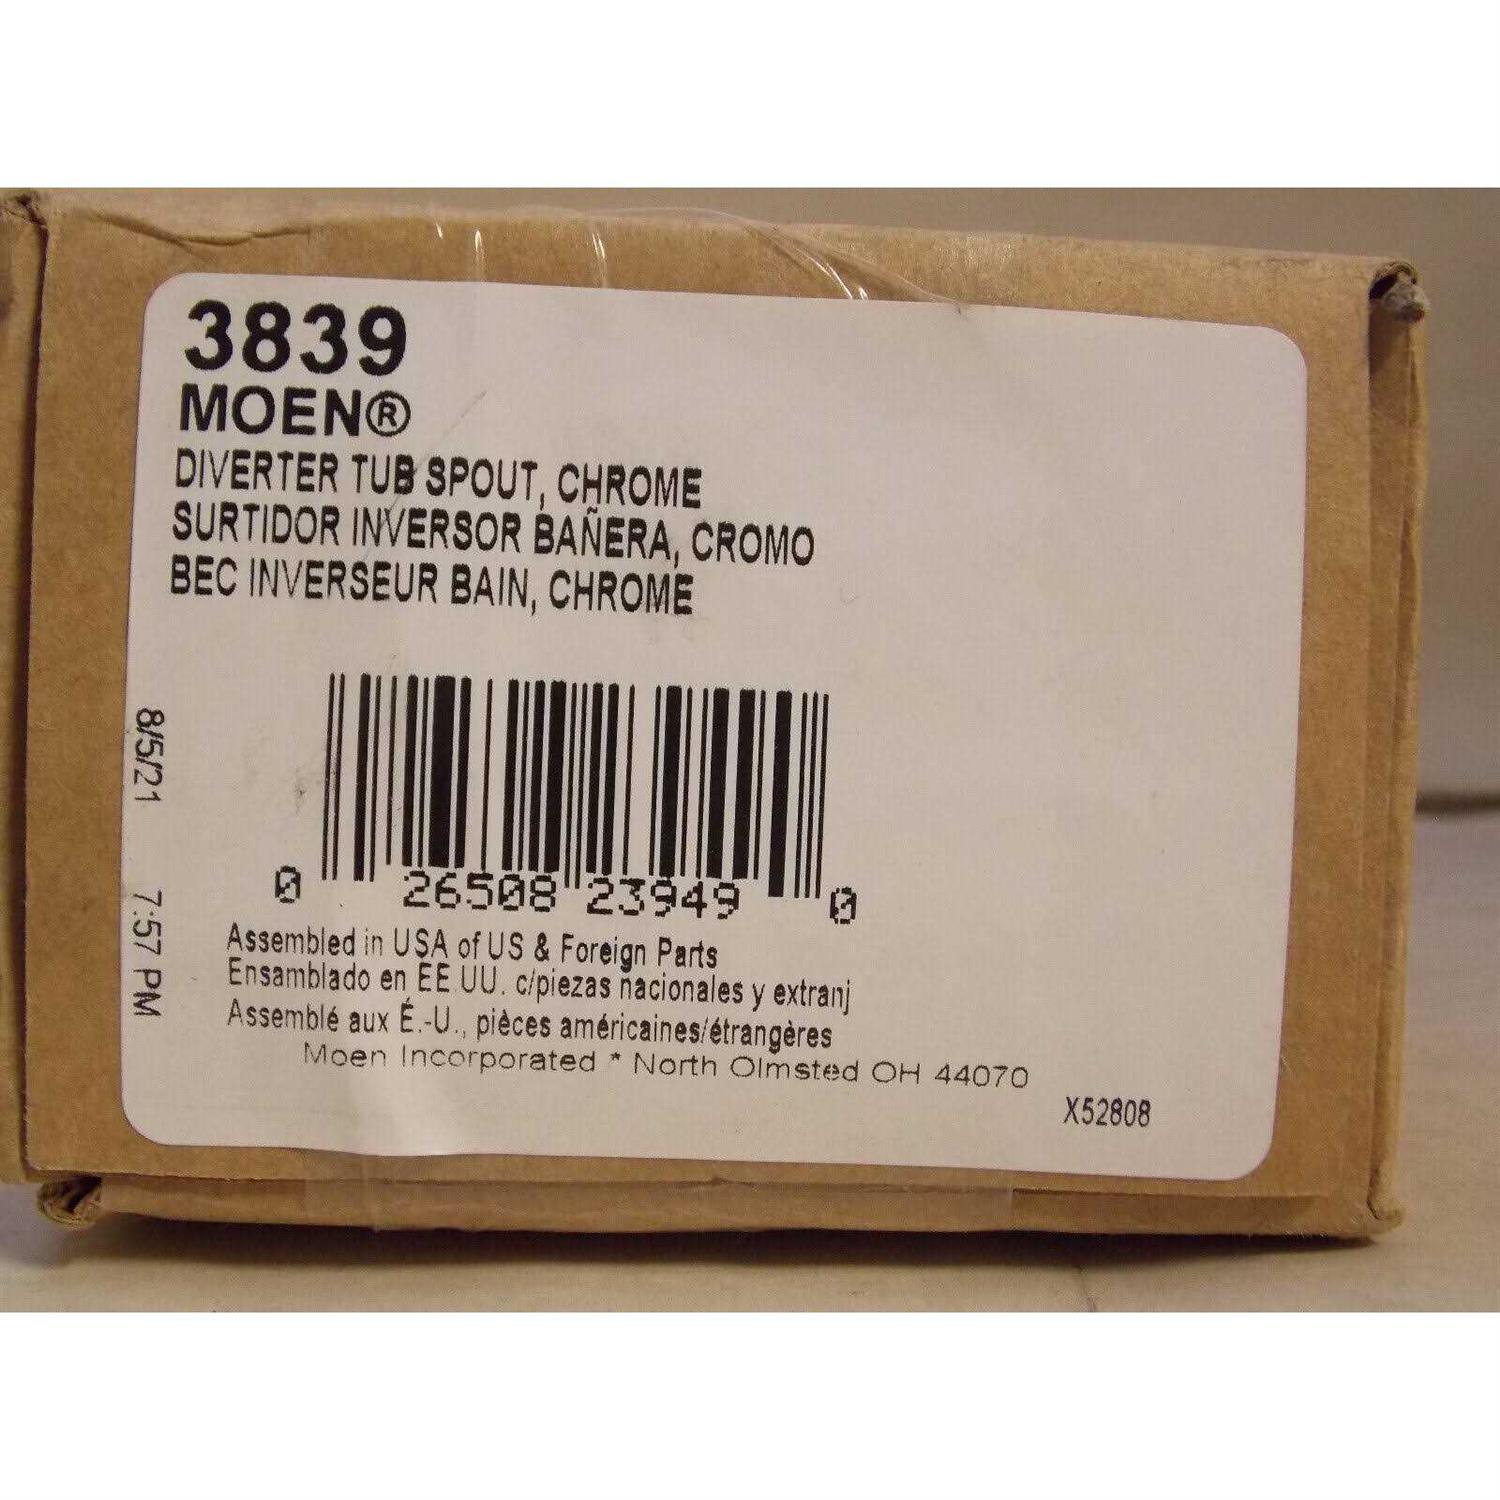 3839
MOEN®
DIVERTER TUB SPOUT, CHROME
SURTIDOR INVERSOR BAÑERA, CROMO
BEC INVERSEUR BAIN, CHROME
8/5/21 7:57 PM
0 26508 23949 0
Assembled in USA of US & Foreign Parts
Ensamblado en EE.UU. c/piezas nacionales y extranj
Assemblé aux É.-U., pièces américaines/étrangères
Moen Incorporated * North Olmsted OH 44070
X52808